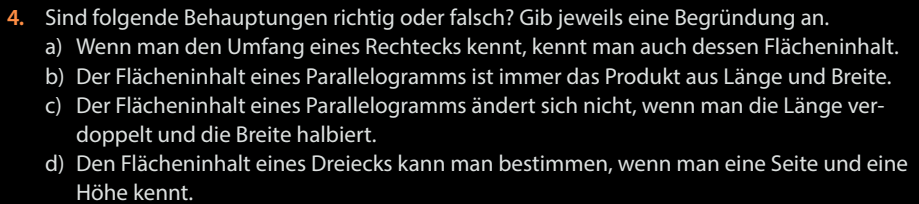 4. Sind folgende Behauptungen richtig oder falsch? Gib jeweils eine Begründung an.
a) Wenn man den Umfang eines Rechtecks kennt, kennt man auch dessen Flächeninhalt.
b) Der Flächeninhalt eines Parallelogramms ist immer das Produkt aus Länge und Breite.
c) Der Flächeninhalt eines Parallelogramms ändert sich nicht, wenn man die Länge ver-
doppelt und die Breite halbiert.
d) Den Flächeninhalt eines Dreiecks kann man bestimmen, wenn man eine Seite und eine
Höhe kennt.